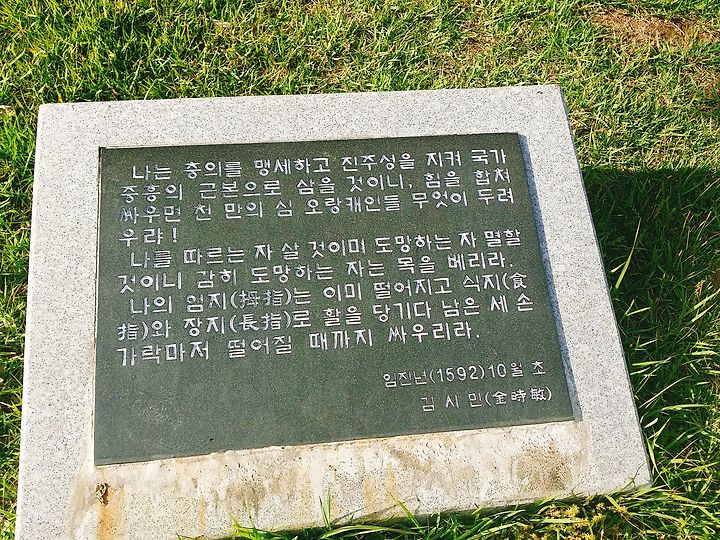 나는 충의를 맹세하고 진주성을 지켜 국가
중흥의 근본으로 삼을 것이니, 힘을 합쳐
싸우면 천 만의 섬 오랑캐인들 무엇이 두려
우랴!
나를 따르는 자 살 것이며 도망하는 자 멸할
것이니 감히 도망하는 자는 목을 베리라.
나의 엄지(拇指)는 이미 떨어지고 식지(食
指)와 장지(長指)로 활을 당기다 남은 세 손
가락마저 떨어질 때까지 싸우리라.
임진년(1592)10월 초
김 시 민(金時敏)